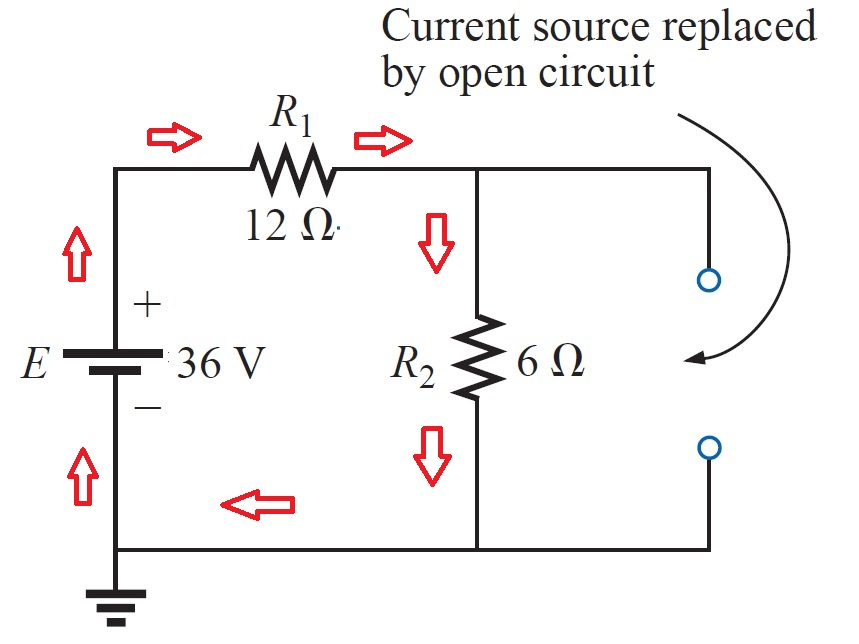 Current source replaced
by open circuit
R1
12 Ω
+
E
36 V
R2
6 Ω
−